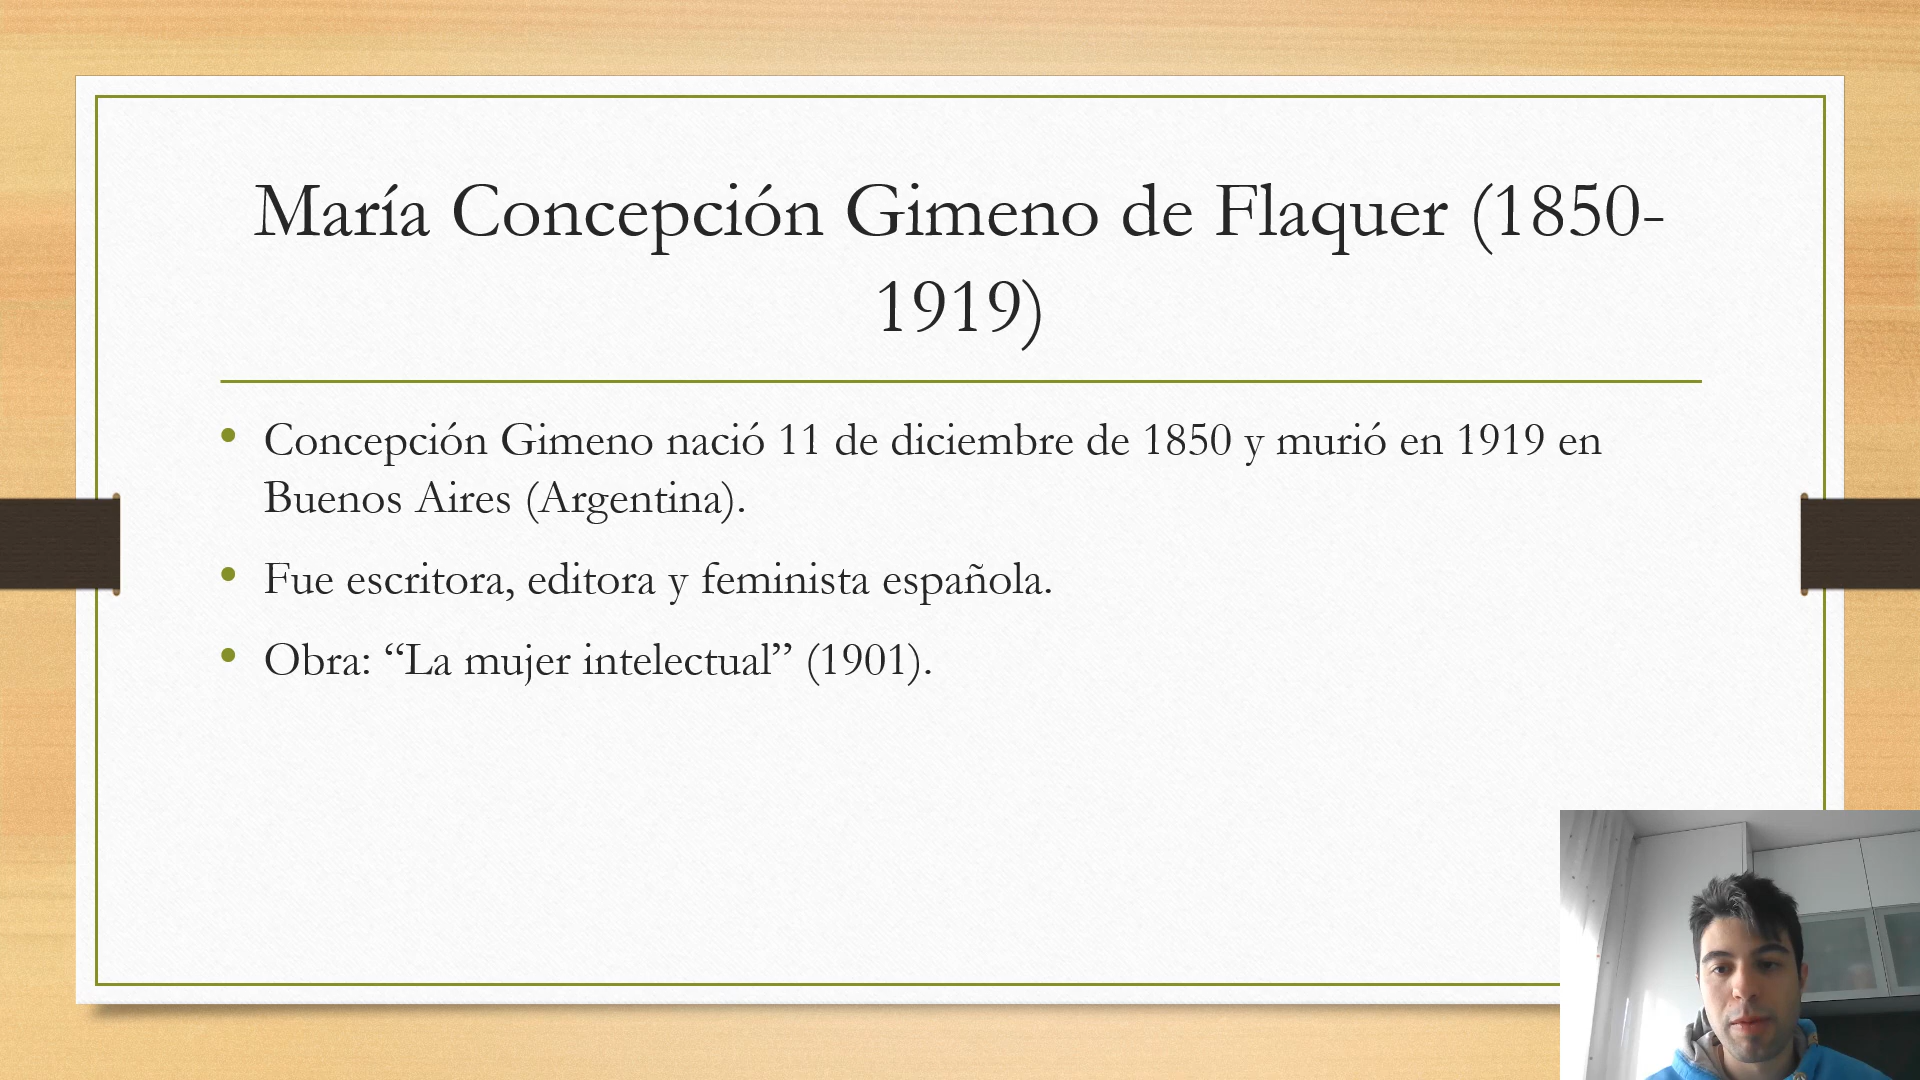 María Concepción Gimeno de Flaquer (1850-
1919)
• Concepción Gimeno nació 11 de diciembre de 1850 y murió en 1919 en
Buenos Aires (Argentina).
• Fue escritora, editora y feminista española.
• Obra: “La mujer intelectual” (1901).